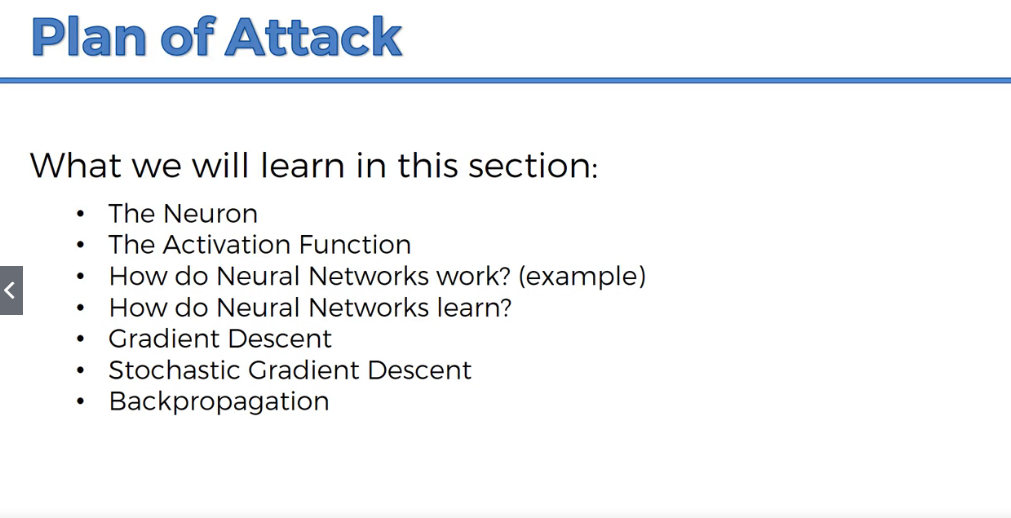 Plan of Attack
What we will learn in this section:
• The Neuron
• The Activation Function
• How do Neural Networks work? (example)
• How do Neural Networks learn?
• Gradient Descent
• Stochastic Gradient Descent
• Backpropagation